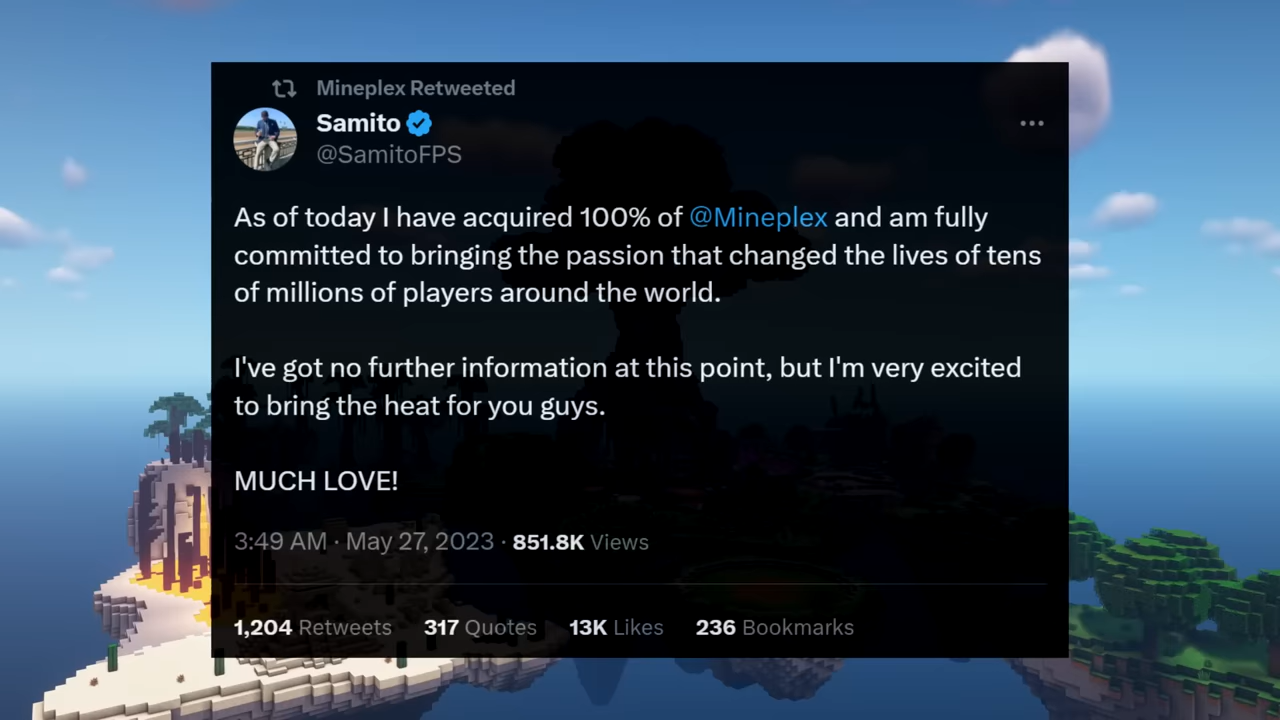 Mineplex Retweeted
Samito
@SamitoFPS
As of today I have acquired 100% of @Mineplex and am fully
committed to bringing the passion that changed the lives of tens
of millions of players around the world.
I've got no further information at this point, but I'm very excited
to bring the heat for you guys.
MUCH LOVE!
3:49 AM · May 27, 2023 · 851.8K Views
1,204 Retweets 317 Quotes 13K Likes 236 Bookmarks